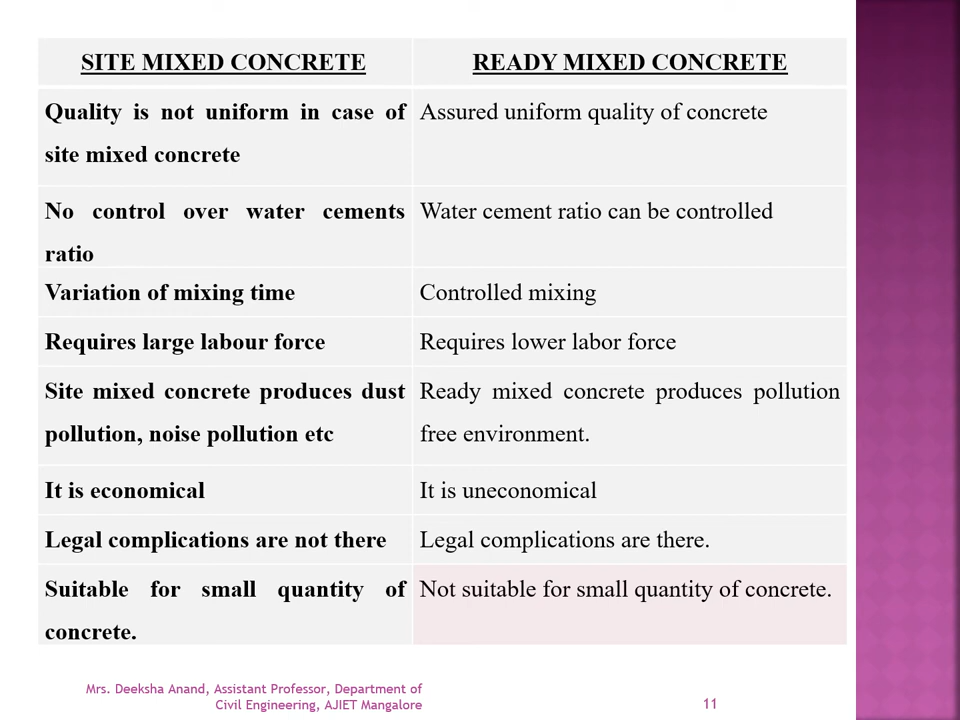 SITE MIXED CONCRETE READY MIXED CONCRETE
Quality is not uniform in case of Assured uniform quality of concrete
site mixed concrete
No control over water cements Water cement ratio can be controlled
ratio
Variation of mixing time Controlled mixing
Requires large labour force Requires lower labor force
Site mixed concrete produces dust Ready mixed concrete produces pollution
pollution, noise pollution etc free environment.
It is economical It is uneconomical
Legal complications are not there Legal complications are there.
Suitable for small quantity of Not suitable for small quantity of concrete.
concrete.
Mrs. Deeksha Anand, Assistant Professor, Department of
Civil Engineering, AJIET Mangalore 11